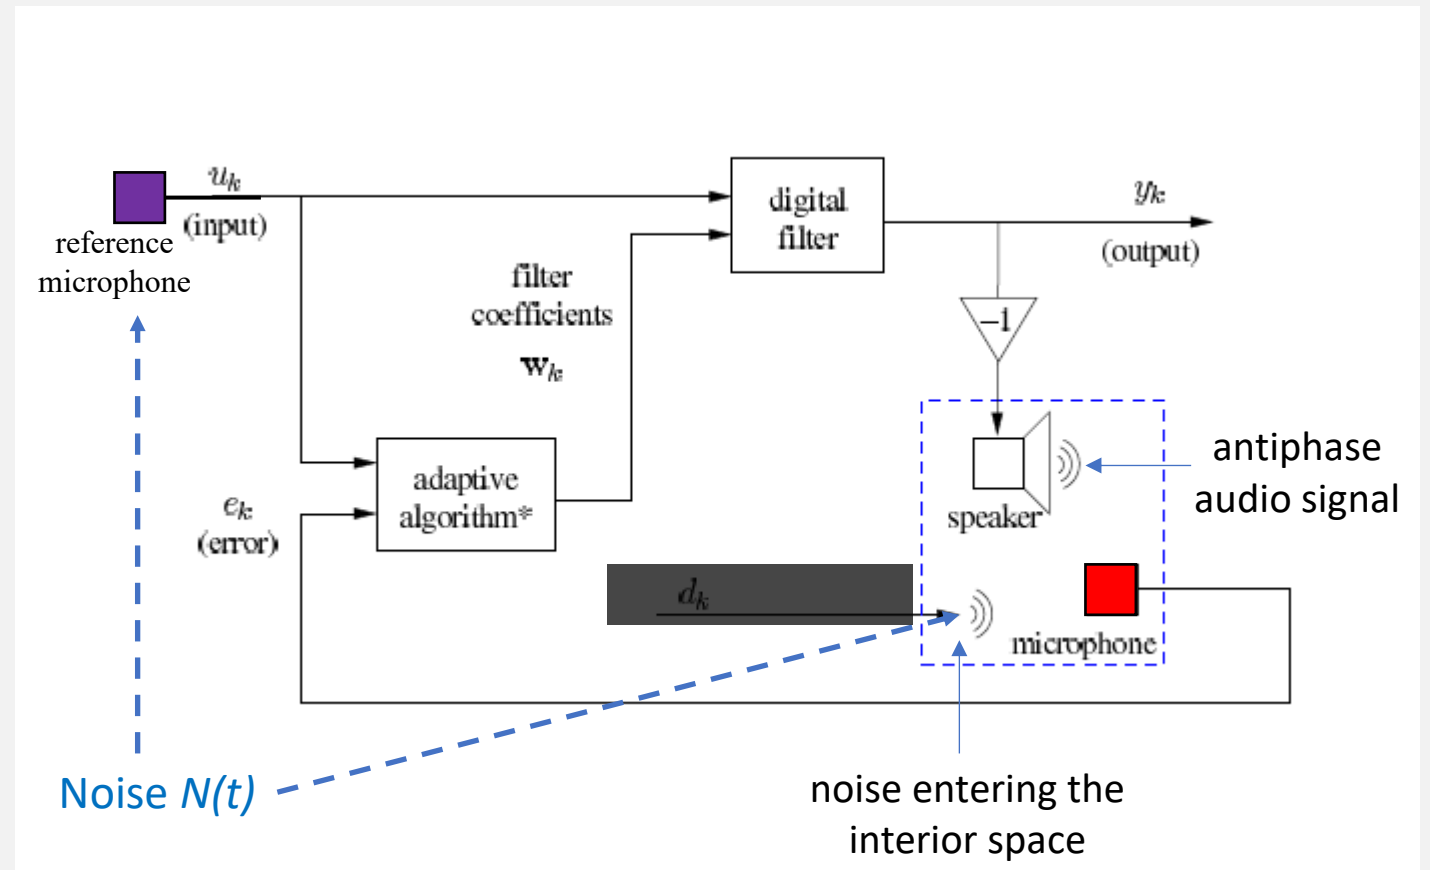 u_k
(input)
reference
microphone
digital
filter
y_k
(output)
filter
coefficients
w_k
−1
e_k
(error)
adaptive
algorithm*
speaker
antiphase
audio signal
d_k
microphone
Noise N(t)
noise entering the
interior space